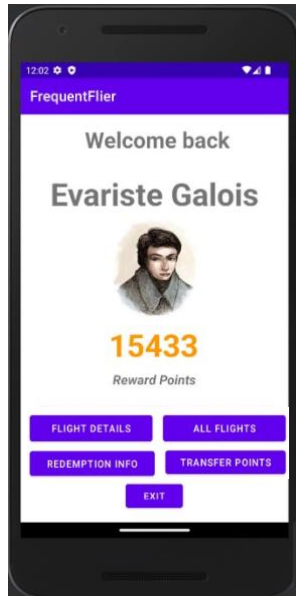 12:02
FrequentFlier
Welcome back
Evariste Galois
15433
Reward Points
FLIGHT DETAILS
ALL FLIGHTS
REDEMPTION INFO
TRANSFER POINTS
EXIT